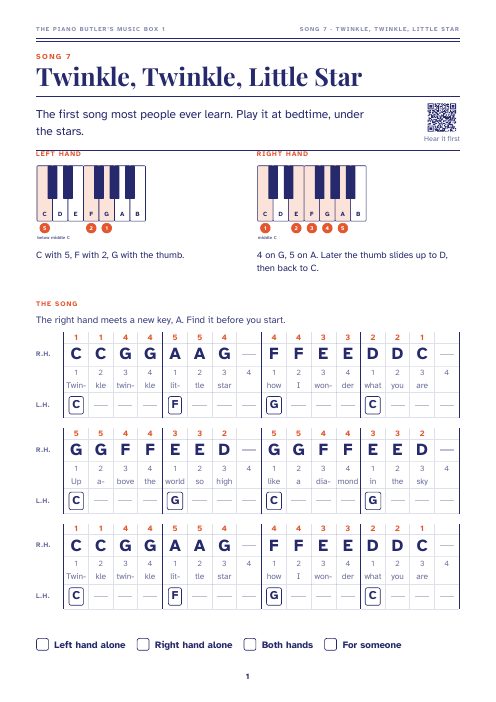 THE PIANO BUTLER'S MUSIC BOX 1
SONG 7 · TWINKLE, TWINKLE, LITTLE STAR
SONG 7
Twinkle, Twinkle, Little Star
The first song most people ever learn. Play it at bedtime, under
the stars.
Hear it first
LEFT HAND
C D E F G A B
5 2 1
below middle C
C with 5, F with 2, G with the thumb.
RIGHT HAND
C D E F G A B
1 2 3 4 5
middle C
4 on G, 5 on A. Later the thumb slides up to D,
then back to C.
THE SONG
The right hand meets a new key, A. Find it before you start.
1 1 4 4 5 5 4 4 4 3 3 2 2 1
R.H. C C G G A A G — F F E E D D C —
1 2 3 4 1 2 3 4 1 2 3 4 1 2 3 4
Twin- kle twin- kle lit- tle star how I won- der what you are
L.H. C — — — F — — — G — — — C — — —
5 5 4 4 3 3 2 5 5 4 4 3 3 2
R.H. G G F F E E D — G G F F E E D —
1 2 3 4 1 2 3 4 1 2 3 4 1 2 3 4
Up a- bove the world so high like a dia- mond in the sky
L.H. C — — — G — — — C — — — G — — —
1 1 4 4 5 5 4 4 4 3 3 2 2 1
R.H. C C G G A A G — F F E E D D C —
1 2 3 4 1 2 3 4 1 2 3 4 1 2 3 4
Twin- kle twin- kle lit- tle star how I won- der what you are
L.H. C — — — F — — — G — — — C — — —
Left hand alone Right hand alone Both hands For someone
1